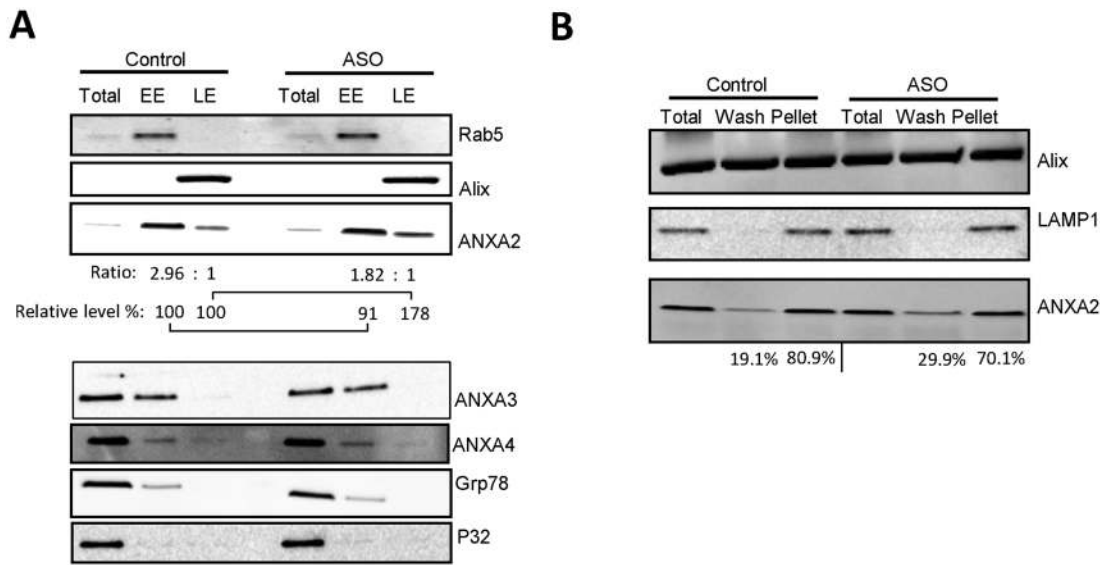 A
Control ASO
Total EE LE Total EE LE
Rab5
Alix
ANXA2
Ratio: 2.96 : 1 1.82 : 1
Relative level %: 100 100 91 178
ANXA3
ANXA4
Grp78
P32
B
Control ASO
Total Wash Pellet Total Wash Pellet
Alix
LAMP1
ANXA2
19.1% 80.9% 29.9% 70.1%